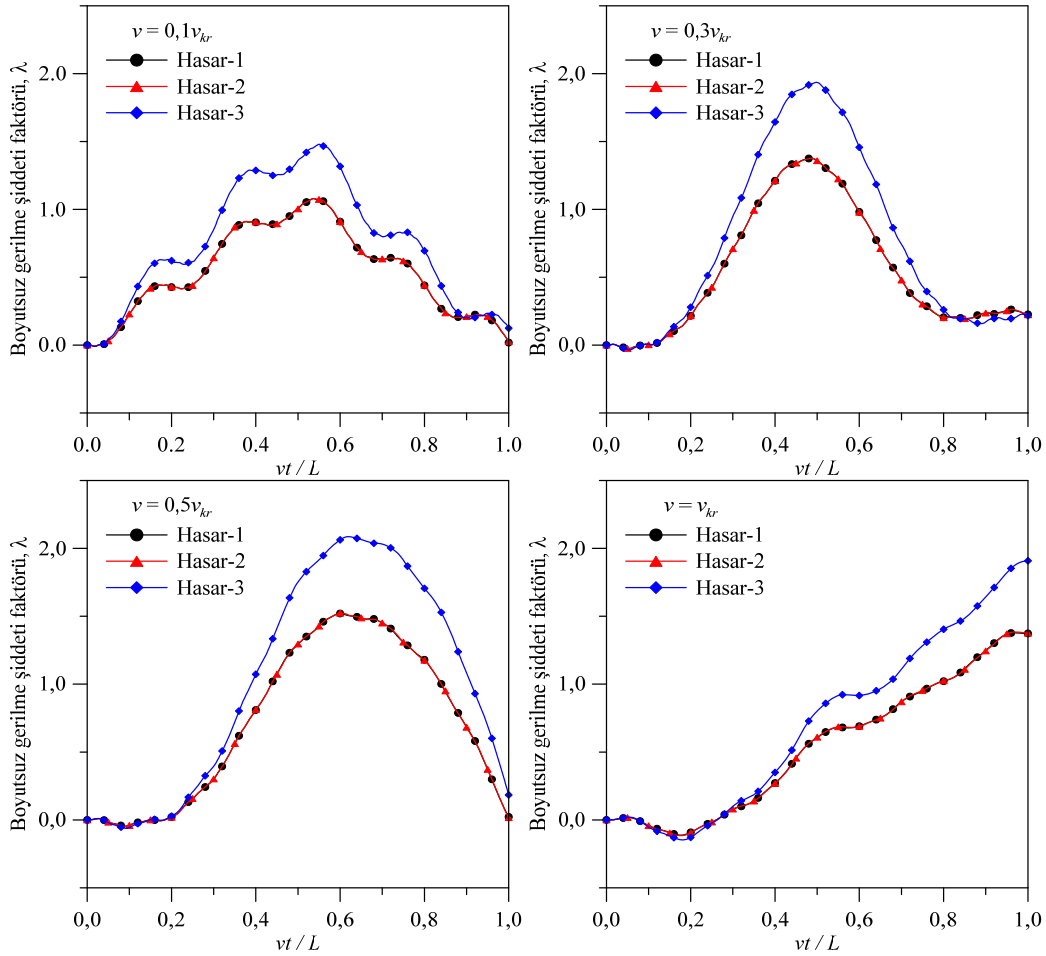 v = 0,1v_kr
Hasar-1
Hasar-2
Hasar-3
Boyutsuz gerilme şiddeti faktörü, λ
2.0
1.0
0.0
0.0 0.2 0.4 0.6 0.8 1.0
vt / L
v = 0,3v_kr
Hasar-1
Hasar-2
Hasar-3
Boyutsuz gerilme şiddeti faktörü, λ
2,0
1,0
0,0
0,0 0,2 0,4 0,6 0,8 1,0
vt / L
v = 0,5v_kr
Hasar-1
Hasar-2
Hasar-3
Boyutsuz gerilme şiddeti faktörü, λ
2,0
1,0
0,0
0,0 0,2 0,4 0,6 0,8 1,0
vt / L
v = v_kr
Hasar-1
Hasar-2
Hasar-3
Boyutsuz gerilme şiddeti faktörü, λ
2,0
1,0
0,0
0,0 0,2 0,4 0,6 0,8 1,0
vt / L